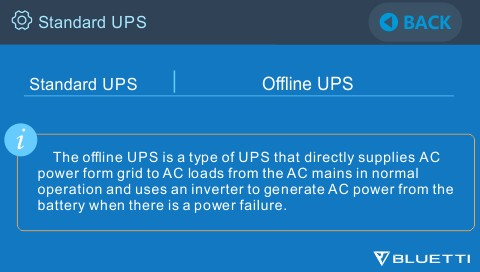 Standard UPS
BACK
Standard UPS
Offline UPS
i
The offline UPS is a type of UPS that directly supplies AC
power form grid to AC loads from the AC mains in normal
operation and uses an inverter to generate AC power from the
battery when there is a power failure.
BLUETTI